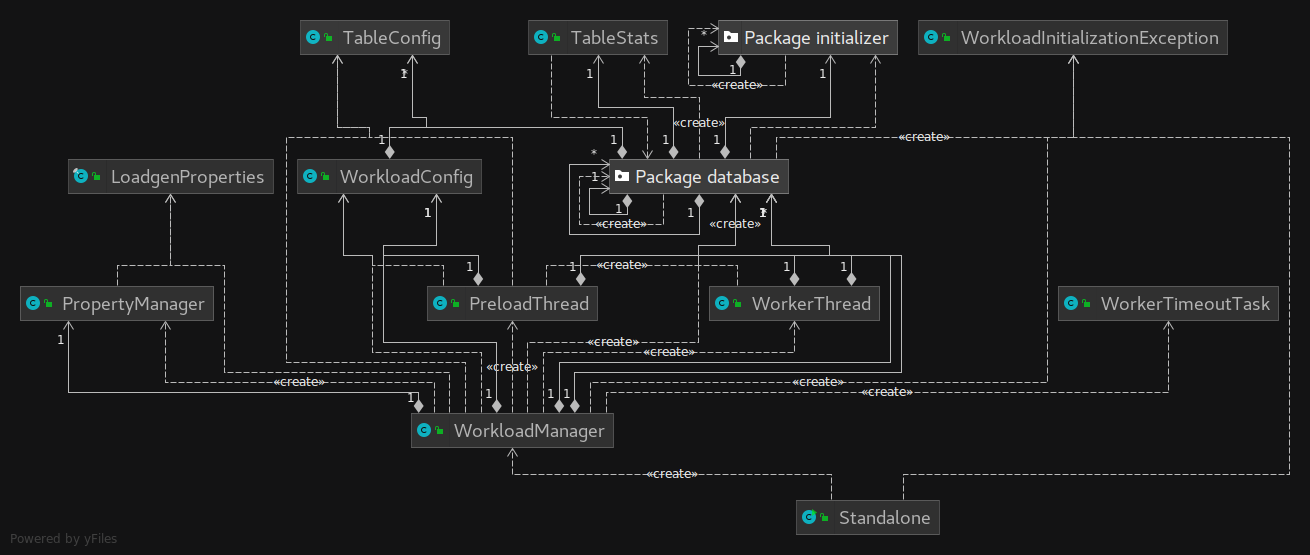 TableConfig
TableStats
Package initializer
WorkloadInitializationException
*
1
*
1
1
1
«create»
«create»
«create»
1
1
1
1
*
LoadgenProperties
WorkloadConfig
1
Package database
1
1
1
1
*
«create»
«create»
1
1
«create»
1
1
PropertyManager
PreloadThread
WorkerThread
WorkerTimeoutTask
1
«create»
«create»
«create»
«create»
«create»
«create»
1
1
1
1
WorkloadManager
«create»
Standalone
Powered by yFiles